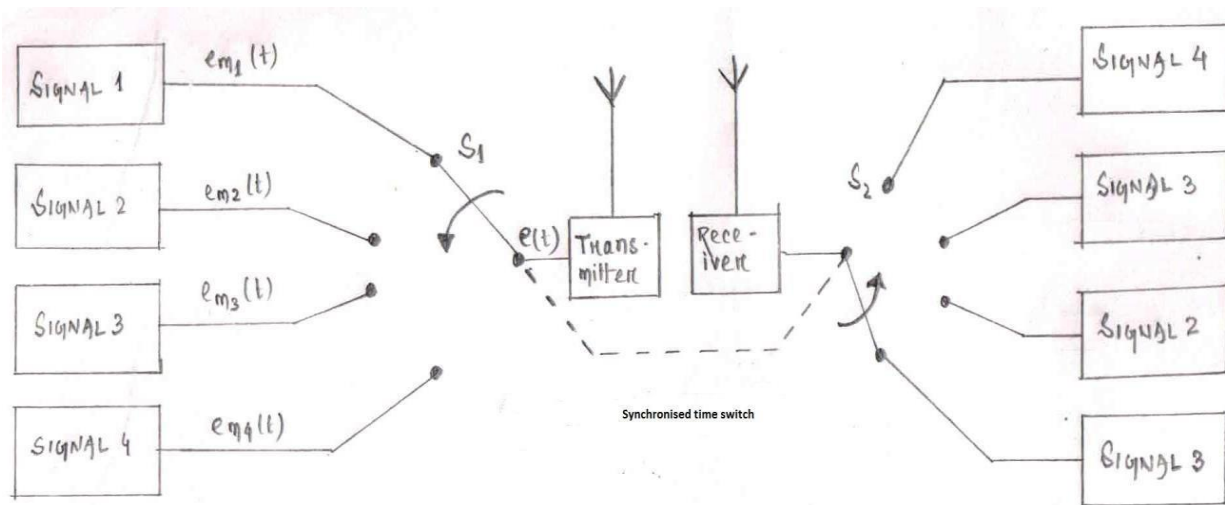 SIGNAL 1
em1(t)
SIGNAL 2
em2(t)
SIGNAL 3
em3(t)
SIGNAL 4
em4(t)
S1
e(t)
Trans-
mitter
Rece-
iver
S2
Synchronised time switch
SIGNAL 4
SIGNAL 3
SIGNAL 2
SIGNAL 3